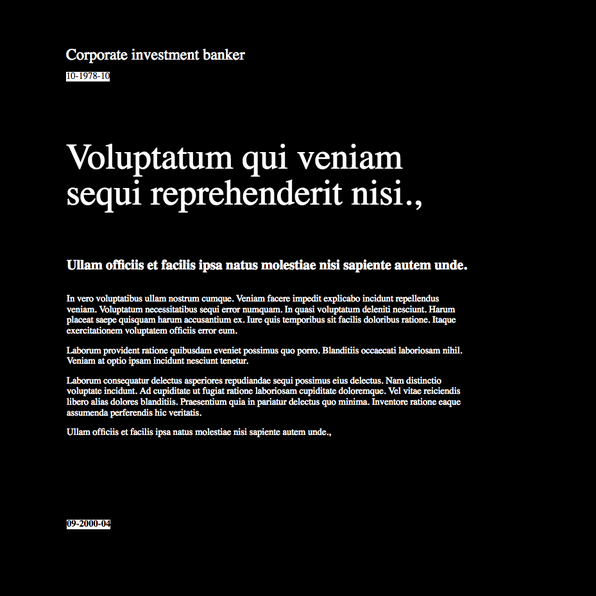 Corporate investment banker
10-1978-10
Voluptatum qui veniam
sequi reprehenderit nisi.,
Ullam officiis et facilis ipsa natus molestiae nisi sapiente autem unde.
In vero voluptatibus ullam nostrum cumque. Veniam facere impedit explicabo incidunt repellendus
veniam. Voluptatum necessitatibus sequi error numquam. In quasi voluptatum deleniti nesciunt. Harum
placeat saepe quisquam harum accusantium ex. Iure quis temporibus sit facilis doloribus ratione. Itaque
exercitationem voluptatem officiis error eum.
Laborum provident ratione quibusdam eveniet possimus quo porro. Blanditiis occaecati laboriosam nihil.
Veniam at optio ipsam incidunt nesciunt tenetur.
Laborum consequatur delectus asperiores repudiandae sequi possimus eius delectus. Nam distinctio
voluptate incidunt. Ad cupiditate ut fugiat ratione laboriosam cupiditate doloremque. Vel vitae reiciendis
libero alias dolores blanditiis. Praesentium quia in pariatur delectus quo minima. Inventore ratione eaque
assumenda perferendis hic veritatis.
Ullam officiis et facilis ipsa natus molestiae nisi sapiente autem unde.,
09-2000-04